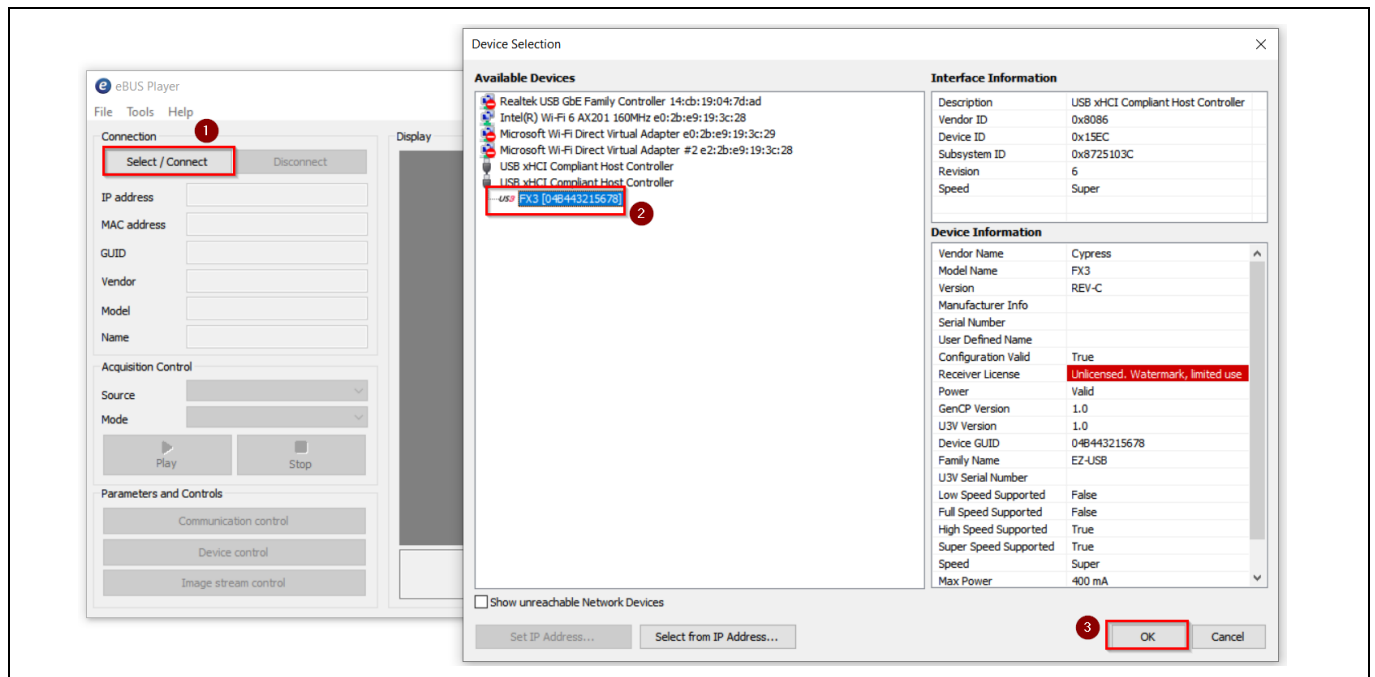 Device Selection
eBUS Player
File Tools Help
1
Connection
Select / Connect
Disconnect
IP address
MAC address
GUID
Vendor
Model
Name
Acquisition Control
Source
Mode
Play
Stop
Parameters and Controls
Communication control
Device control
Image stream control
Display
Available Devices
Realtek USB GbE Family Controller 14:cb:19:04:7d:ad
Intel(R) Wi-Fi 6 AX201 160MHz e0:2b:e9:19:3c:28
Microsoft Wi-Fi Direct Virtual Adapter e0:2b:e9:19:3c:29
Microsoft Wi-Fi Direct Virtual Adapter #2 e2:2b:e9:19:3c:28
USB xHCI Compliant Host Controller
USB xHCI Compliant Host Controller
USB FX3 [04B443215678]
2
Show unreachable Network Devices
Set IP Address...
Select from IP Address...
Interface Information
Description USB xHCI Compliant Host Controller
Vendor ID 0x8086
Device ID 0x15EC
Subsystem ID 0x8725103C
Revision 6
Speed Super
Device Information
Vendor Name Cypress
Model Name FX3
Version REV-C
Manufacturer Info
Serial Number
User Defined Name
Configuration Valid True
Receiver License Unlicensed. Watermark, limited use
Power Valid
GenCP Version 1.0
U3V Version 1.0
Device GUID 04B443215678
Family Name EZ-USB
U3V Serial Number
Low Speed Supported False
Full Speed Supported False
High Speed Supported True
Super Speed Supported True
Speed Super
Max Power 400 mA
3
OK
Cancel